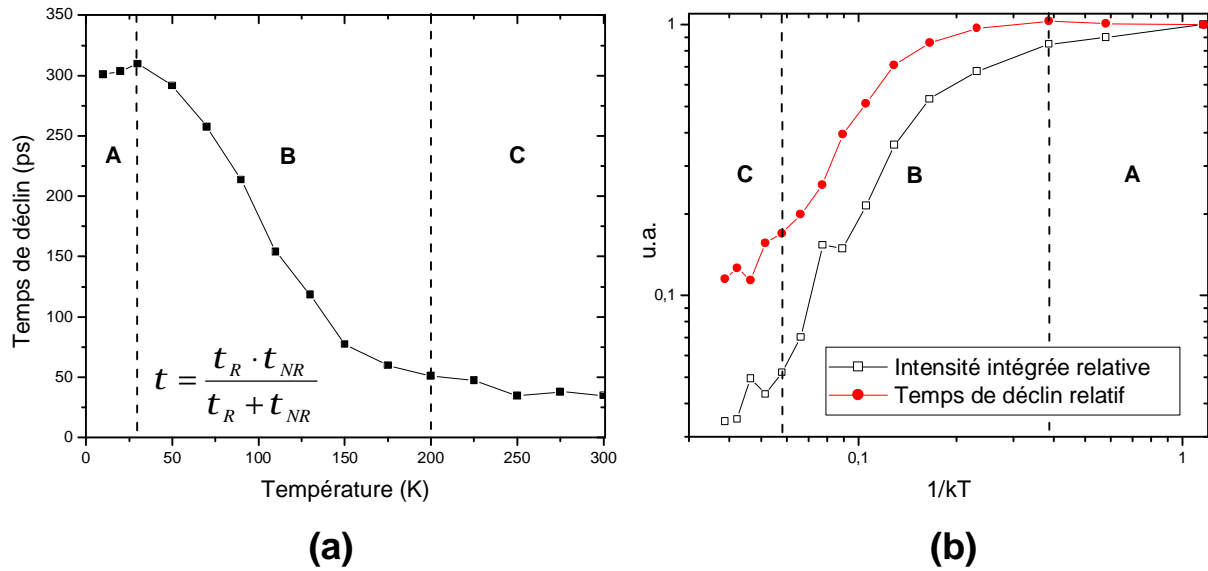 350
300
250
200
150
100
50
0
Temps de déclin (ps)
A
B
C
t = t_R · t_NR / t_R + t_NR
0 50 100 150 200 250 300
Température (K)
(a)
1
0,1
u.a.
C
B
A
Intensité intégrée relative
Temps de déclin relatif
0,1 1
1/kT
(b)